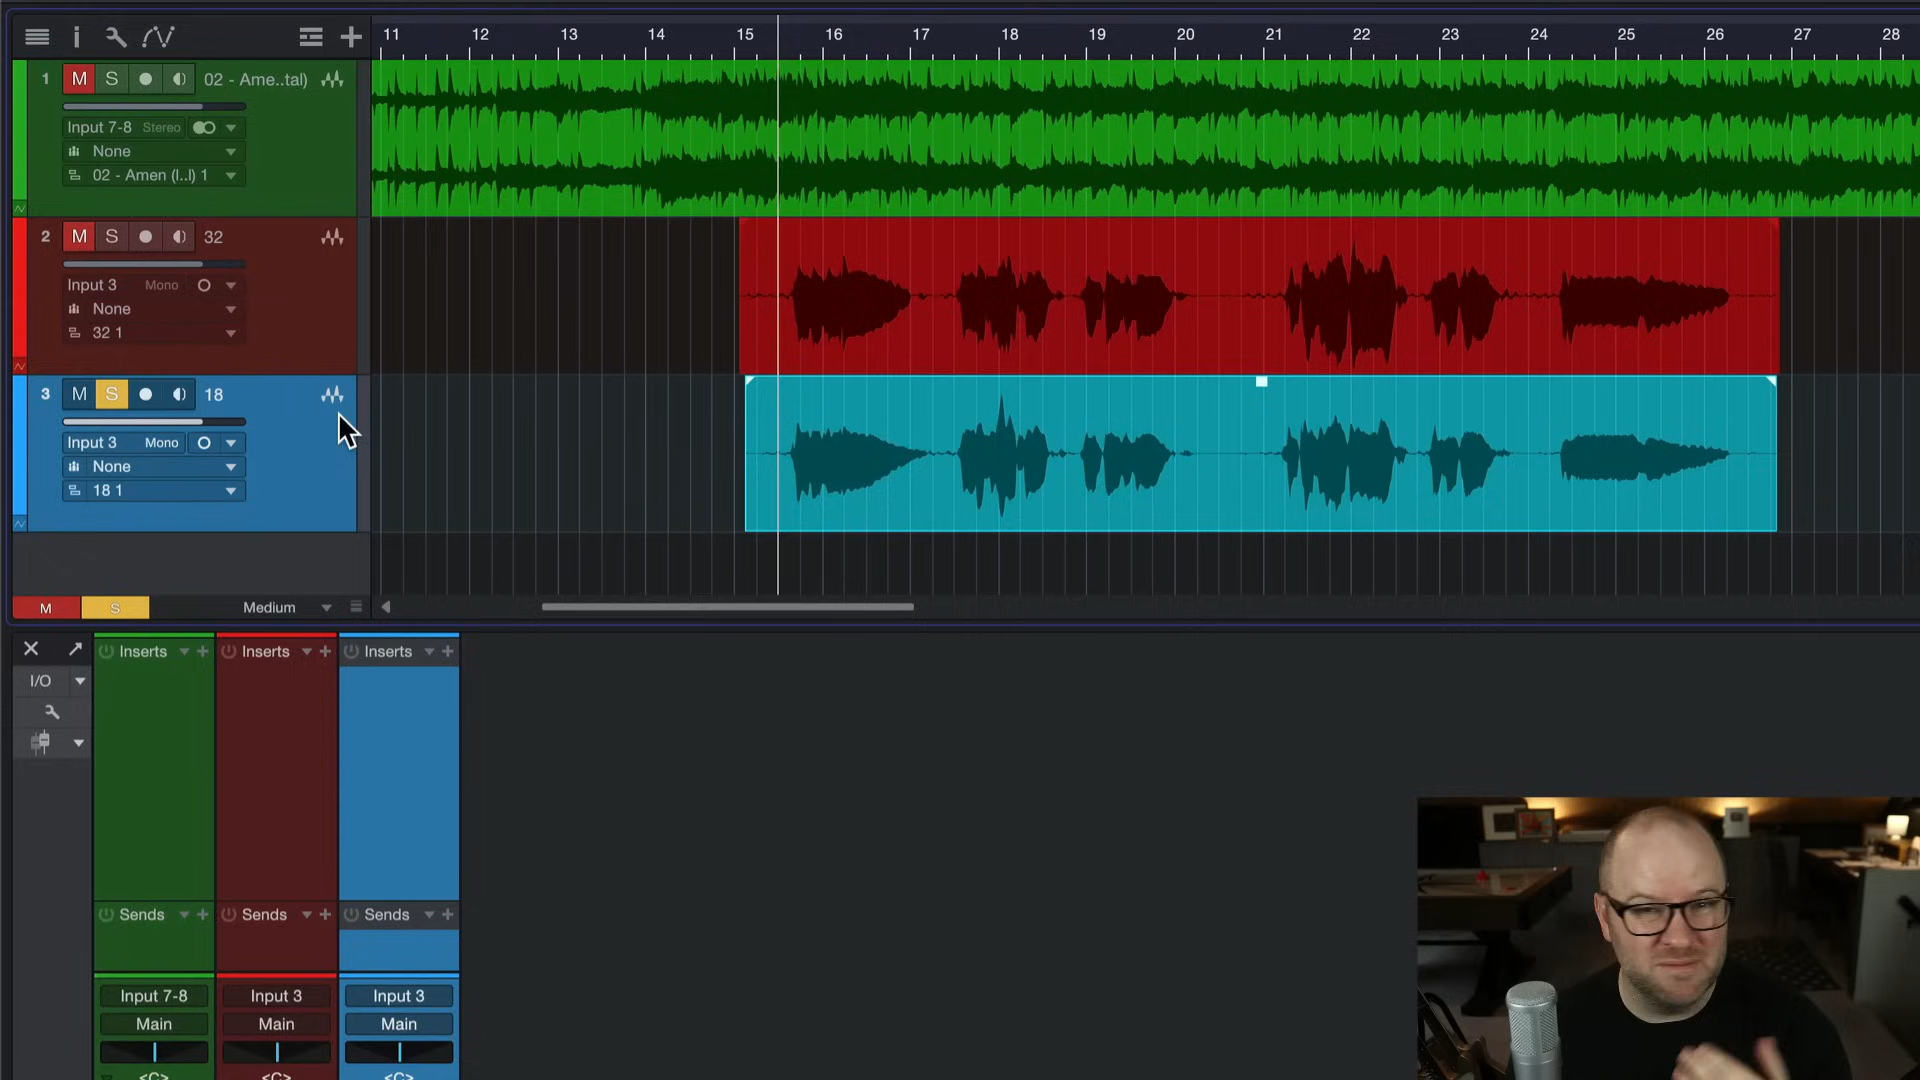 11 12 13 14 15 16 17 18 19 20 21 22 23 24 25 26 27 28
1 M S 02 - Ame..tal)
Input 7-8 Stereo
None
02 - Amen (I..l) 1
2 M S 32
Input 3 Mono
None
32 1
3 M S 18
Input 3 Mono
None
18 1
M S Medium
Inserts Inserts Inserts
I/O
Sends Sends Sends
Input 7-8 Input 3 Input 3
Main Main Main
<C> <C> <C>